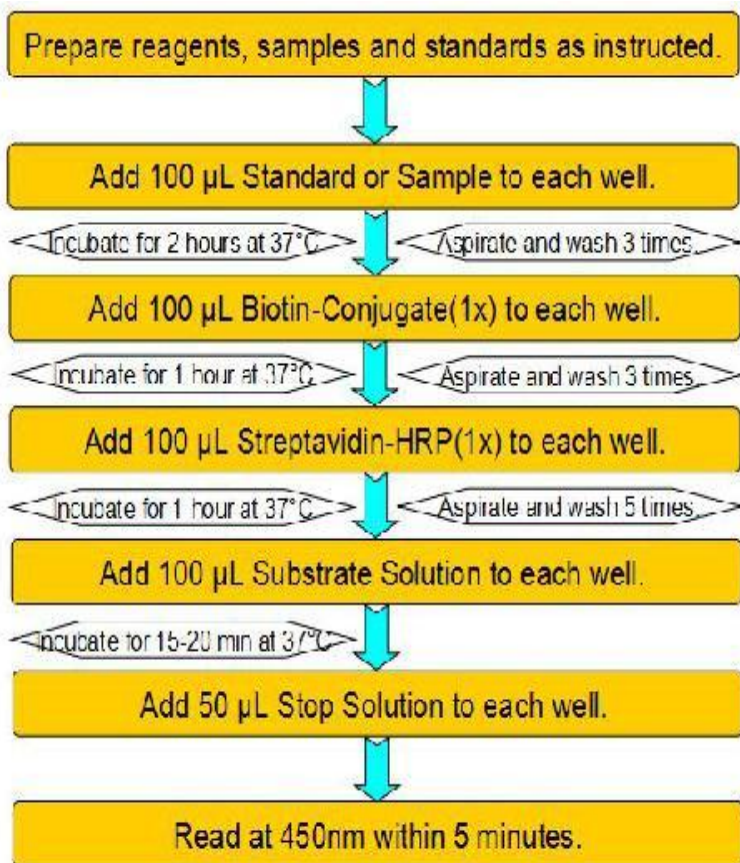 Prepare reagents, samples and standards as instructed.
Add 100 µL Standard or Sample to each well.
Incubate for 2 hours at 37°C
Aspirate and wash 3 times
Add 100 µL Biotin-Conjugate(1x) to each well.
Incubate for 1 hour at 37°C
Aspirate and wash 3 times
Add 100 µL Streptavidin-HRP(1x) to each well.
Incubate for 1 hour at 37°C
Aspirate and wash 5 times
Add 100 µL Substrate Solution to each well.
Incubate for 15-20 min at 37°C
Add 50 µL Stop Solution to each well.
Read at 450nm within 5 minutes.